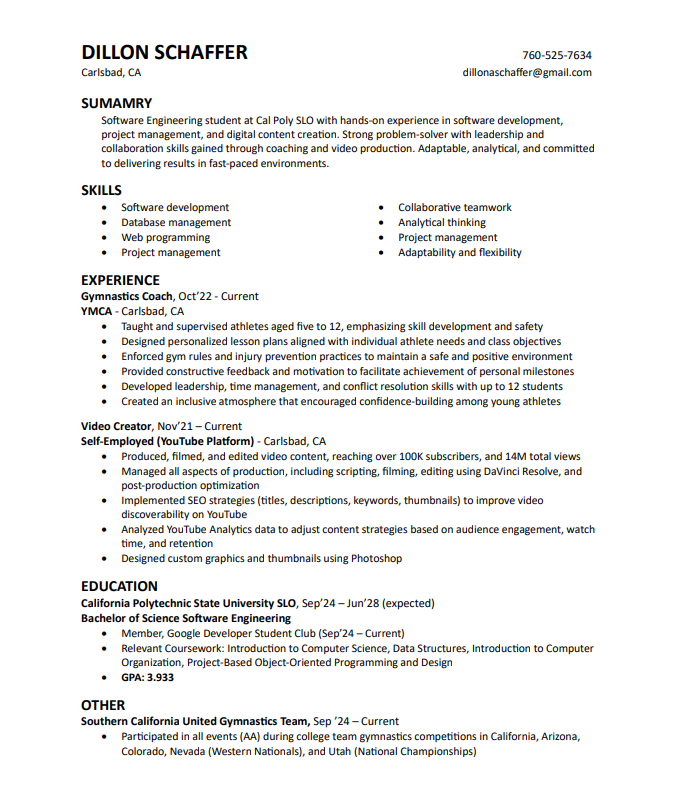 DILLON SCHAFFER 760-525-7634
Carlsbad, CA dillonaschaffer@gmail.com
SUMAMRY
Software Engineering student at Cal Poly SLO with hands-on experience in software development,
project management, and digital content creation. Strong problem-solver with leadership and
collaboration skills gained through coaching and video production. Adaptable, analytical, and committed
to delivering results in fast-paced environments.
SKILLS
• Software development
• Database management
• Web programming
• Project management
• Collaborative teamwork
• Analytical thinking
• Project management
• Adaptability and flexibility
EXPERIENCE
Gymnastics Coach, Oct'22 - Current
YMCA - Carlsbad, CA
• Taught and supervised athletes aged five to 12, emphasizing skill development and safety
• Designed personalized lesson plans aligned with individual athlete needs and class objectives
• Enforced gym rules and injury prevention practices to maintain a safe and positive environment
• Provided constructive feedback and motivation to facilitate achievement of personal milestones
• Developed leadership, time management, and conflict resolution skills with up to 12 students
• Created an inclusive atmosphere that encouraged confidence-building among young athletes
Video Creator, Nov'21 – Current
Self-Employed (YouTube Platform) - Carlsbad, CA
• Produced, filmed, and edited video content, reaching over 100K subscribers, and 14M total views
• Managed all aspects of production, including scripting, filming, editing using DaVinci Resolve, and
post-production optimization
• Implemented SEO strategies (titles, descriptions, keywords, thumbnails) to improve video
discoverability on YouTube
• Analyzed YouTube Analytics data to adjust content strategies based on audience engagement, watch
time, and retention
• Designed custom graphics and thumbnails using Photoshop
EDUCATION
California Polytechnic State University SLO, Sep'24 – Jun'28 (expected)
Bachelor of Science Software Engineering
• Member, Google Developer Student Club (Sep'24 – Current)
• Relevant Coursework: Introduction to Computer Science, Data Structures, Introduction to Computer
Organization, Project-Based Object-Oriented Programming and Design
• GPA: 3.933
OTHER
Southern California United Gymnastics Team, Sep '24 – Current
• Participated in all events (AA) during college team gymnastics competitions in California, Arizona,
Colorado, Nevada (Western Nationals), and Utah (National Championships)